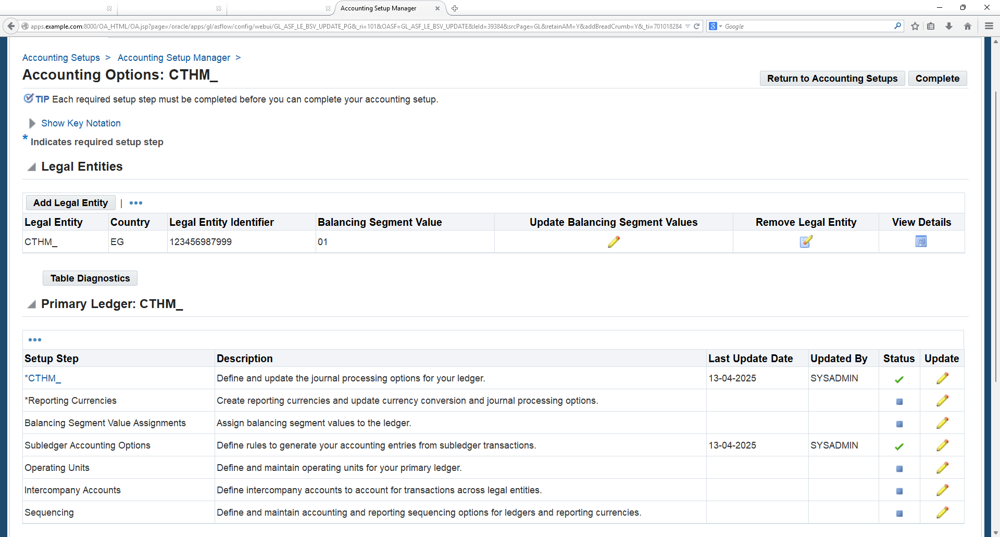 Accounting Setup Manager
apps.example.com:8000/OA_HTML/OA.jsp?page=/oracle/apps/gl/asflow/config/webui/GL_ASF_LE_BSV_UPDATE_PG&_ri=101&OASF=GL_ASF_LE_BSV_UPDATE&leId=39384&srcPage=GL&retainAM=Y&addBreadCrumb=Y&_ti=701018284
8 Google
Accounting Setups > Accounting Setup Manager >
Accounting Options: CTHM_
Return to Accounting Setups Complete
TIP Each required setup step must be completed before you can complete your accounting setup.
Show Key Notation
* Indicates required setup step
Legal Entities
Add Legal Entity | •••
Legal Entity Country Legal Entity Identifier Balancing Segment Value Update Balancing Segment Values Remove Legal Entity View Details
CTHM_ EG 123456987999 01
Table Diagnostics
Primary Ledger: CTHM_
•••
Setup Step Description Last Update Date Updated By Status Update
*CTHM_ Define and update the journal processing options for your ledger. 13-04-2025 SYSADMIN
*Reporting Currencies Create reporting currencies and update currency conversion and journal processing options.
Balancing Segment Value Assignments Assign balancing segment values to the ledger.
Subledger Accounting Options Define rules to generate your accounting entries from subledger transactions. 13-04-2025 SYSADMIN
Operating Units Define and maintain operating units for your primary ledger.
Intercompany Accounts Define intercompany accounts to account for transactions across legal entities.
Sequencing Define and maintain accounting and reporting sequencing options for ledgers and reporting currencies.